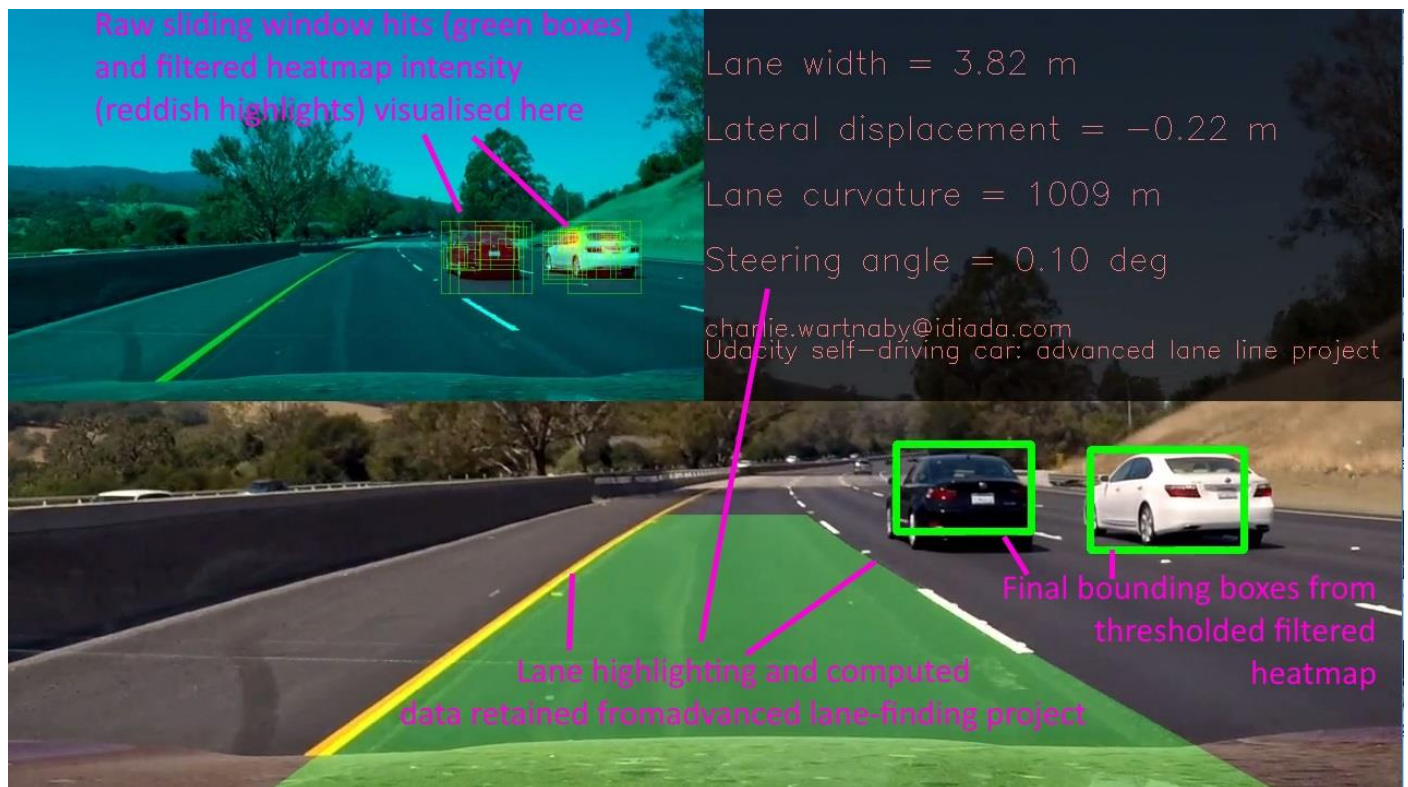 Raw sliding window hits (green boxes)
and filtered heatmap intensity
(reddish highlights) visualised here
Lane width = 3.82 m
Lateral displacement = −0.22 m
Lane curvature = 1009 m
Steering angle = 0.10 deg
charlie.wartnaby@idiada.com
Udacity self−driving car: advanced lane line project
Final bounding boxes from
thresholded filtered
heatmap
Lane highlighting and computed
data retained fromadvanced lane-finding project